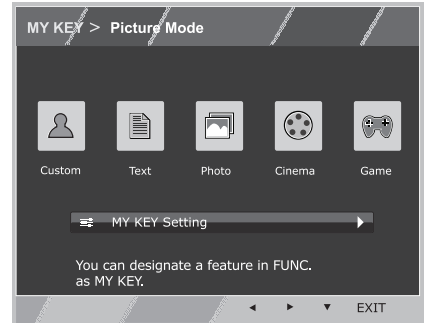 MY KEY > Picture Mode
Custom Text Photo Cinema Game
MY KEY Setting
You can designate a feature in FUNC.
as MY KEY.
EXIT